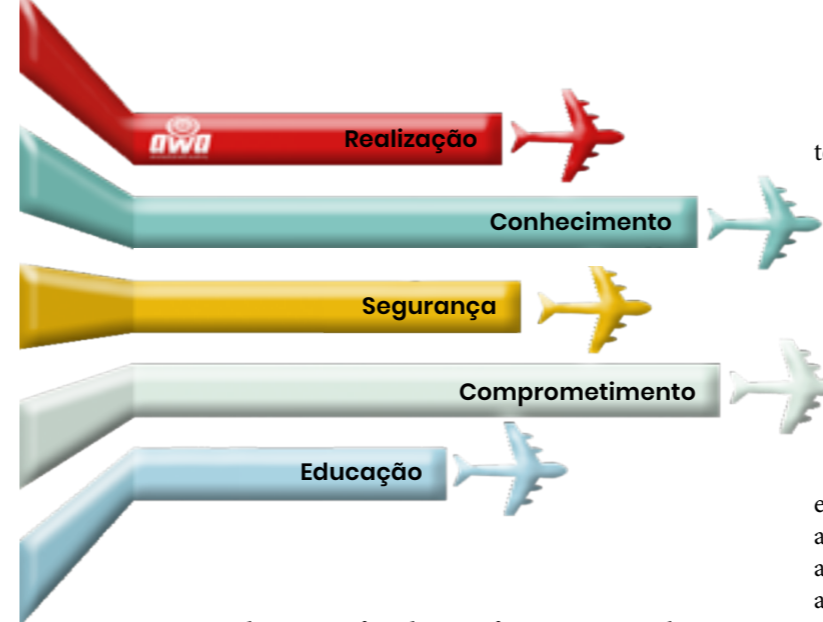 awa
Realização
Conhecimento
Segurança
Comprometimento
Educação